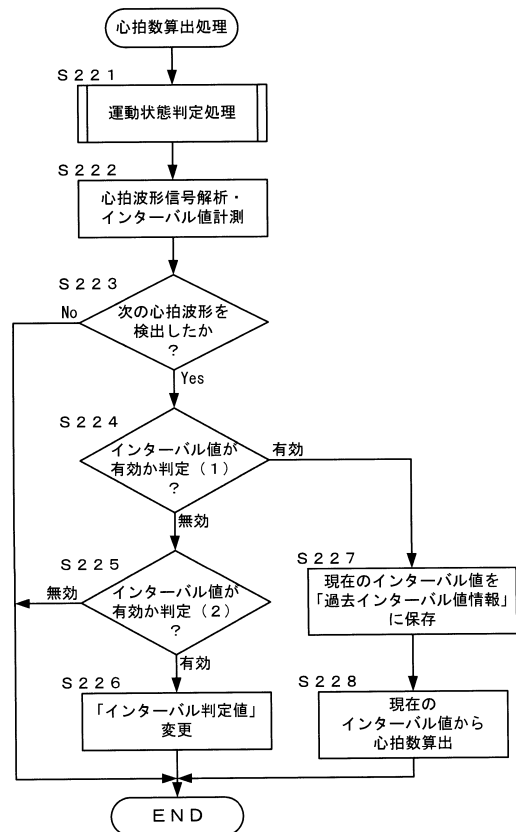 心拍数算出処理
S221
運動状態判定処理
S222
心拍波形信号解析・
インターバル値計測
S223
No
次の心拍波形を
検出したか
?
Yes
S224
インターバル値が
有効か判定(1)
?
有効
無効
S225
無効
インターバル値が
有効か判定(2)
?
有効
S226
「インターバル判定値」
変更
S227
現在のインターバル値を
「過去インターバル値情報」
に保存
S228
現在の
インターバル値から
心拍数算出
END